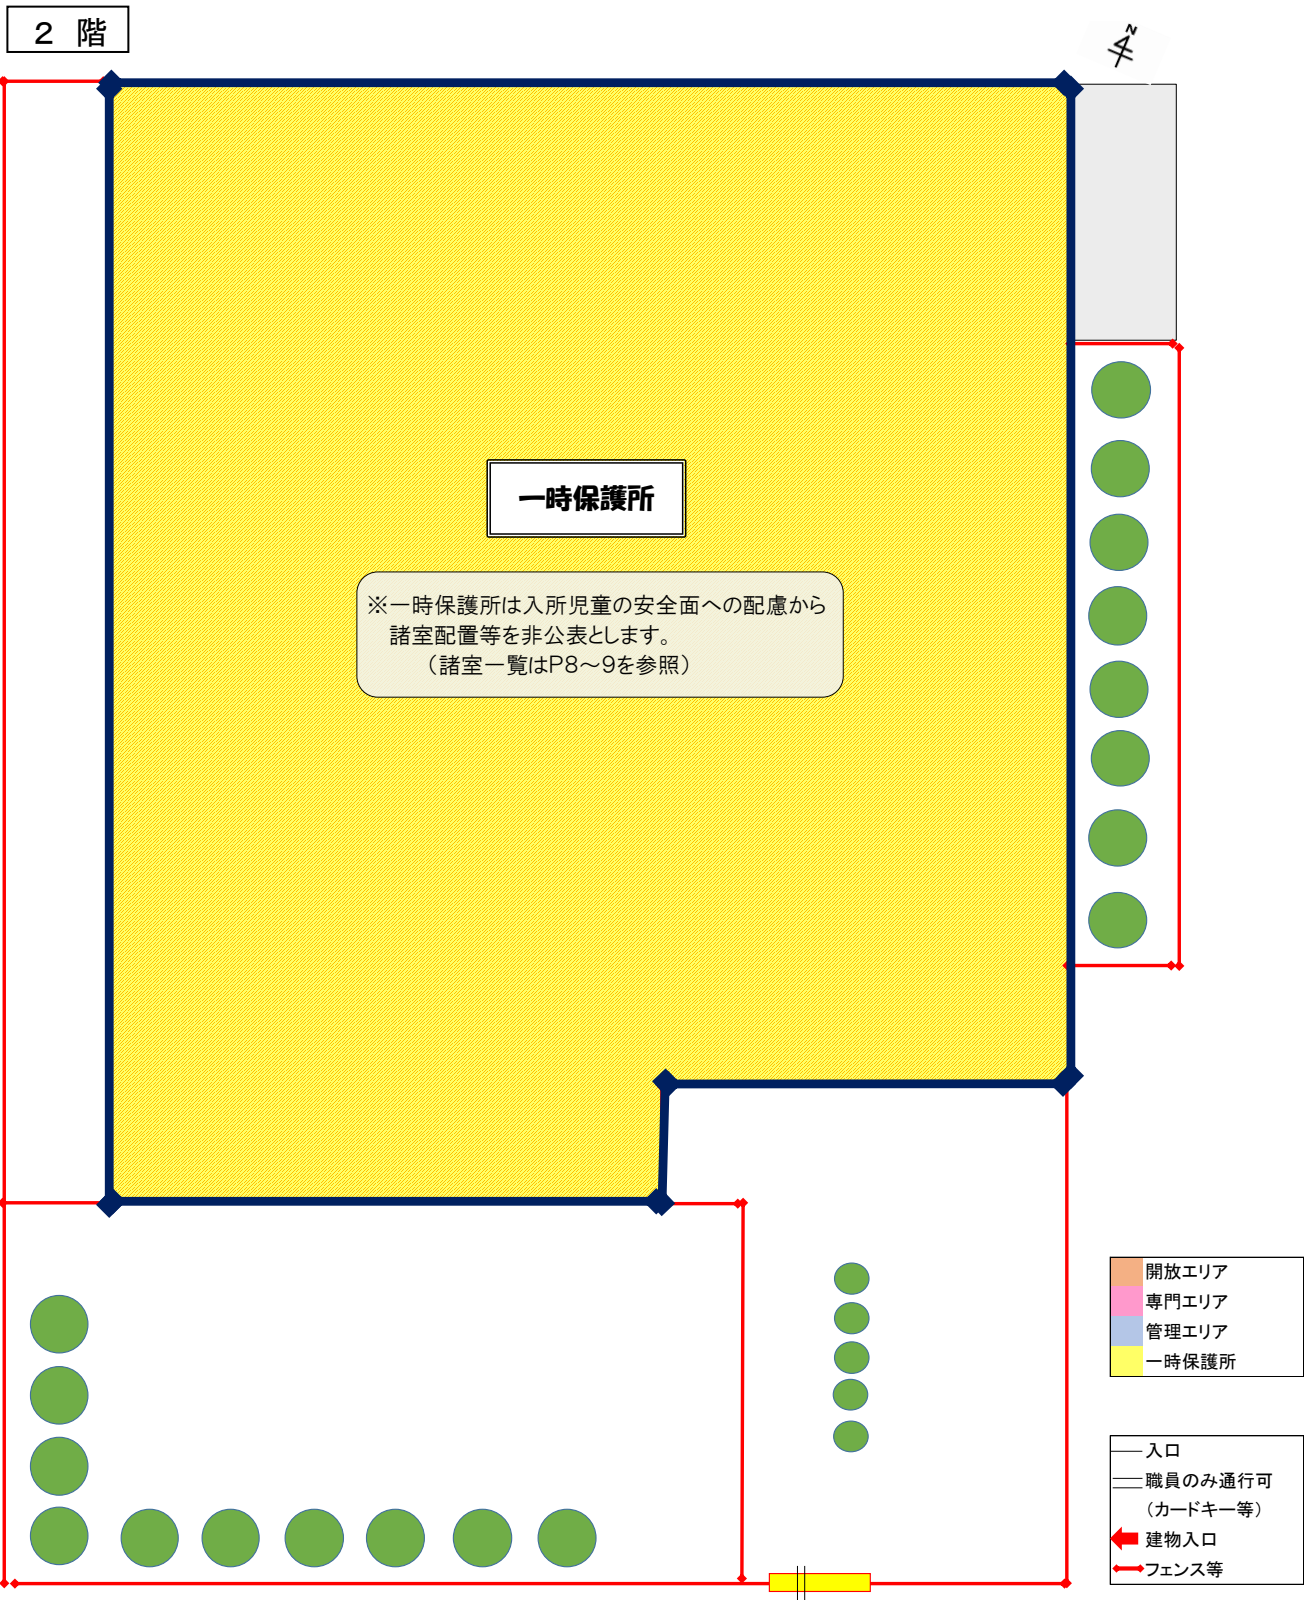 ２ 階
N
一時保護所
※一時保護所は入所児童の安全面への配慮から
諸室配置等を非公表とします。
（諸室一覧はP8～9を参照）
開放エリア
専門エリア
管理エリア
一時保護所
入口
職員のみ通行可
（カードキー等）
建物入口
フェンス等